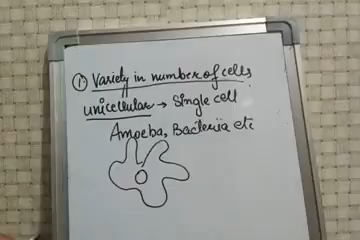 ① Variety in number of cells
unicellular → Single cell
Amoeba, Bacteria etc